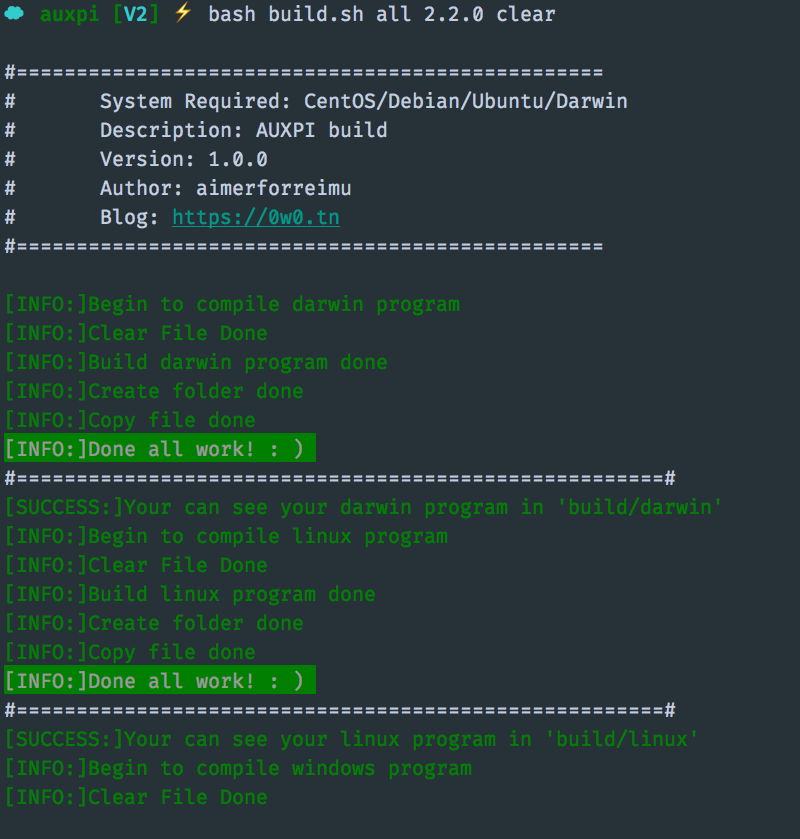 auxpi [V2] ⚡ bash build.sh all 2.2.0 clear
#=================================================
# System Required: CentOS/Debian/Ubuntu/Darwin
# Description: AUXPI build
# Version: 1.0.0
# Author: aimerforreimu
# Blog: https://0w0.tn
#=================================================
[INFO:]Begin to compile darwin program
[INFO:]Clear File Done
[INFO:]Build darwin program done
[INFO:]Create folder done
[INFO:]Copy file done
[INFO:]Done all work! : )
#======================================================#
[SUCCESS:]Your can see your darwin program in 'build/darwin'
[INFO:]Begin to compile linux program
[INFO:]Clear File Done
[INFO:]Build linux program done
[INFO:]Create folder done
[INFO:]Copy file done
[INFO:]Done all work! : )
#======================================================#
[SUCCESS:]Your can see your linux program in 'build/linux'
[INFO:]Begin to compile windows program
[INFO:]Clear File Done